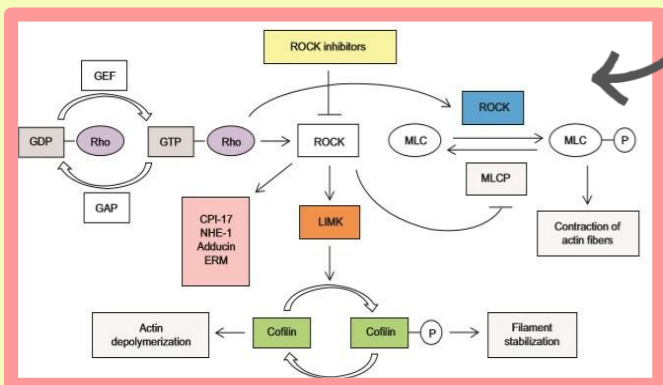 ROCK inhibitors
GEF
GDP
Rho
GTP
Rho
ROCK
ROCK
MLC
MLC
P
MLCP
GAP
CPI-17
NHE-1
Adducin
ERM
LIMK
Contraction of
actin fibers
Actin
depolymerization
Cofilin
Cofilin
P
Filament
stabilization